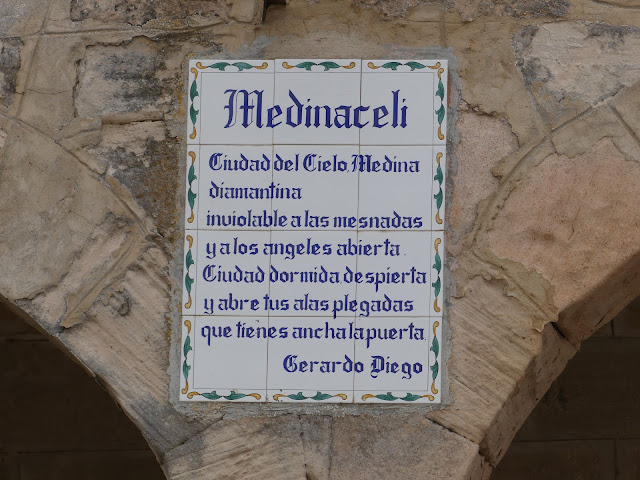 Medinaceli
Ciudad del Cielo, Medina
diamantina
inviolable a las mesnadas
y a los angeles abierta.
Ciudad dormida despierta
y abre tus alas plegadas
que tienes ancha la puerta.
Gerardo Diego